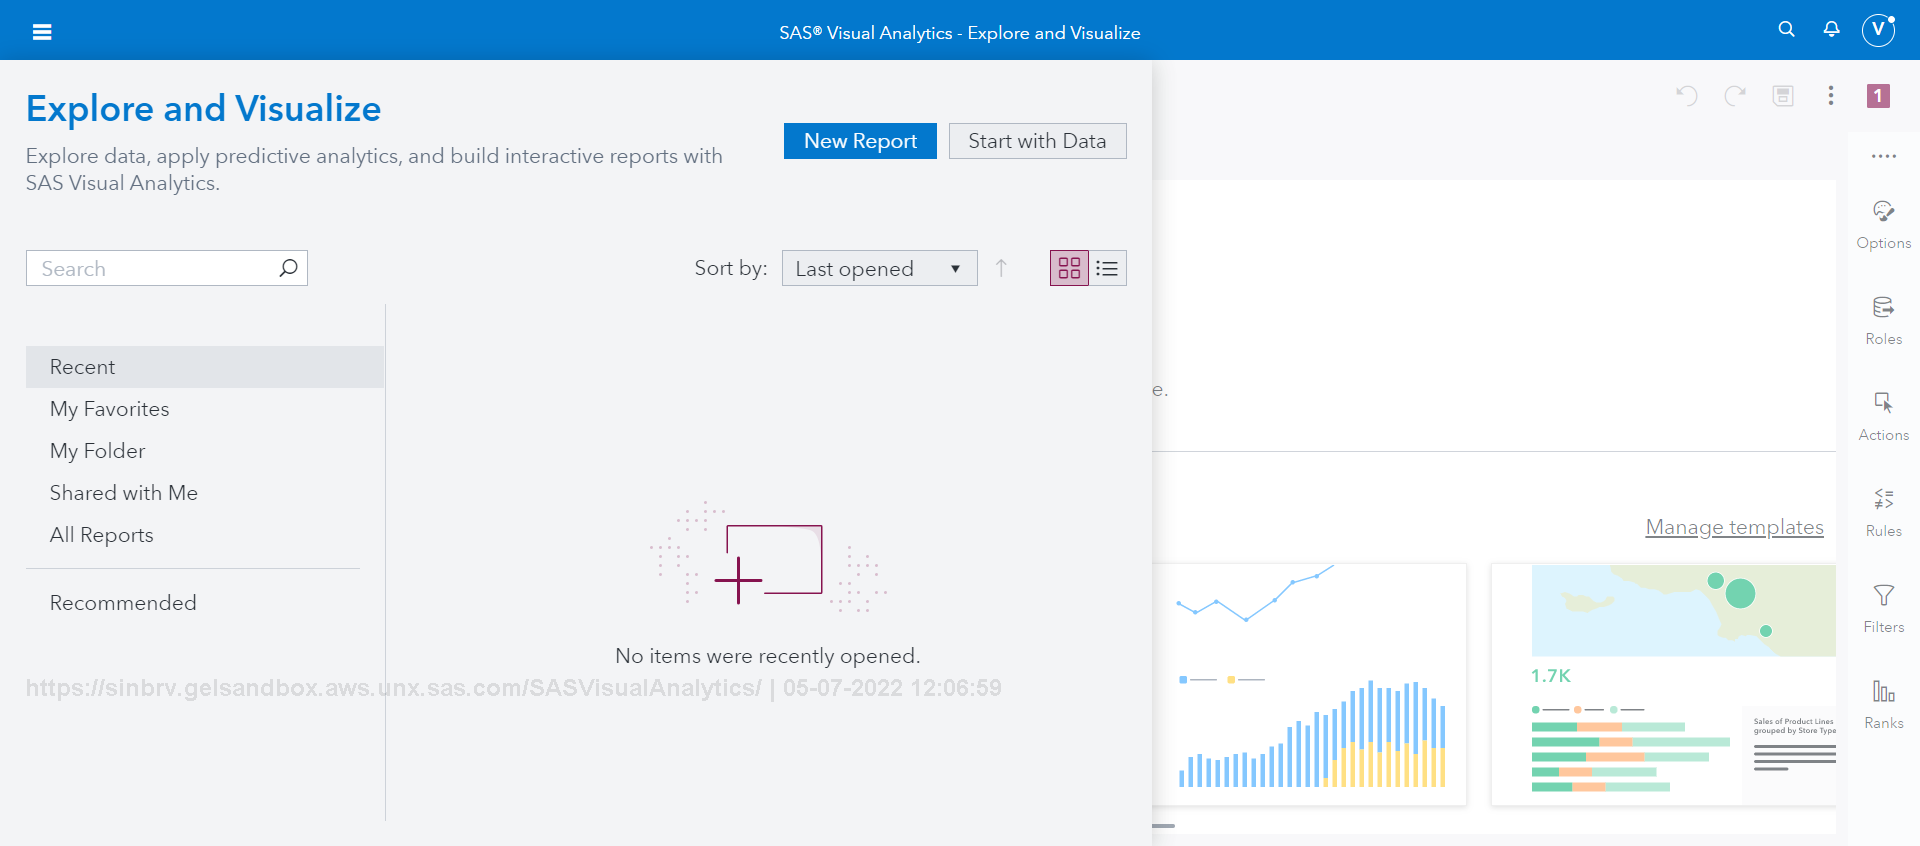 SAS® Visual Analytics - Explore and Visualize
V
Explore and Visualize
Explore data, apply predictive analytics, and build interactive reports with
SAS Visual Analytics.
New Report
Start with Data
1
Search
Sort by:
Last opened
Recent
My Favorites
My Folder
Shared with Me
All Reports
Recommended
No items were recently opened.
https://sinbrv.gelsandbox.aws.unx.sas.com/SASVisualAnalytics/ | 05-07-2022 12:06:59
e.
Manage templates
1.7K
Sales of Product Lines
grouped by Store Type
Options
Roles
Actions
Rules
Filters
Ranks